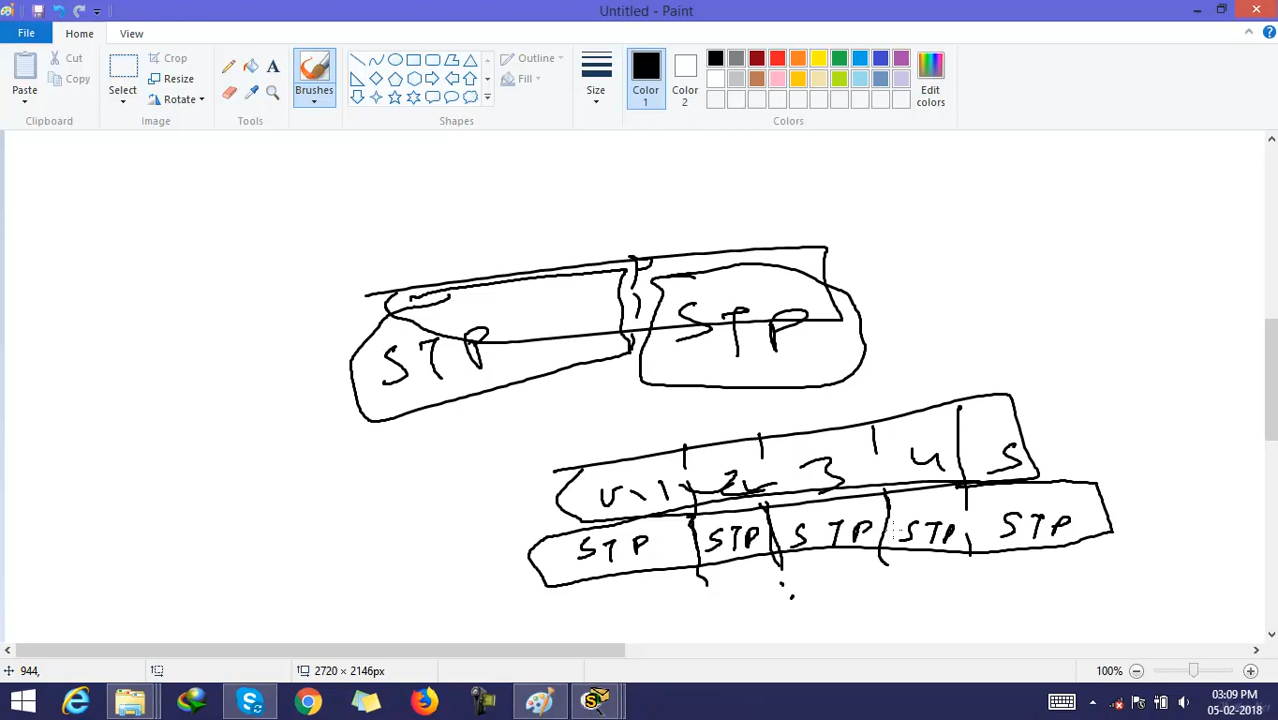 Untitled - Paint
File Home View
Paste
Cut
Copy
Clipboard
Select
Crop
Resize
Rotate
Image
Tools
A
Brushes
Shapes
Outline
Fill
Size
Color 1
Color 2
Edit colors
Colors
STP STP
2 3 4 5
STP STP STP STP STP
944,
2720 × 2146px
100%
03:09 PM
05-02-2018